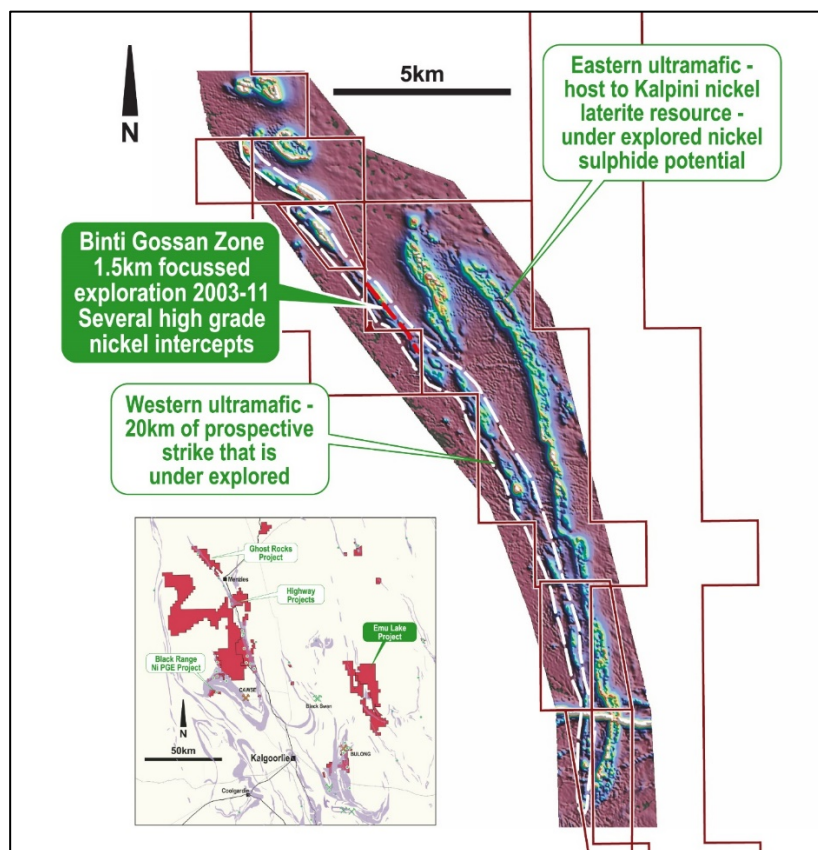 N
5km
Eastern ultramafic -
host to Kalpini nickel
laterite resource -
under explored nickel
sulphide potential
Binti Gossan Zone
1.5km focussed
exploration 2003-11
Several high grade
nickel intercepts
Western ultramafic -
20km of prospective
strike that is
under explored
Ghost Rocks
Project
Menzies
Highway
Projects
Emu Lake
Project
Black Range
Ni PGE Project
CAWSE
Black Swan
N
50km
BULONG
Kalgoorlie
Coolgardie